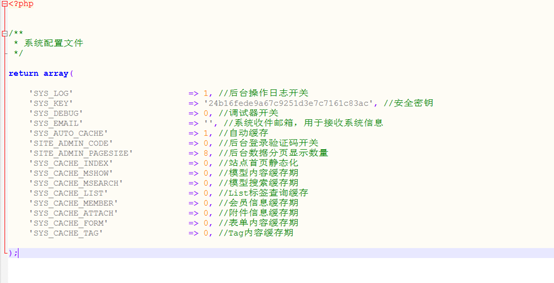 <?php
/**
 * 系统配置文件
 */
return array(
'SYS_LOG' => 1, //后台操作日志开关
'SYS_KEY' => '24b16fede9a67c9251d3e7c7161c83ac', //安全密钥
'SYS_DEBUG' => 0, //调试器开关
'SYS_EMAIL' => '', //系统收件邮箱，用于接收系统信息
'SYS_AUTO_CACHE' => 1, //自动缓存
'SITE_ADMIN_CODE' => 0, //后台登录验证码开关
'SITE_ADMIN_PAGESIZE' => 8, //后台数据分页显示数量
'SYS_CACHE_INDEX' => 0, //站点首页静态化
'SYS_CACHE_MSHOW' => 0, //模型内容缓存期
'SYS_CACHE_MSEARCH' => 0, //模型搜索缓存期
'SYS_CACHE_LIST' => 0, //List标签查询缓存
'SYS_CACHE_MEMBER' => 0, //会员信息缓存期
'SYS_CACHE_ATTACH' => 0, //附件信息缓存期
'SYS_CACHE_FORM' => 0, //表单内容缓存期
'SYS_CACHE_TAG' => 0, //Tag内容缓存期
);